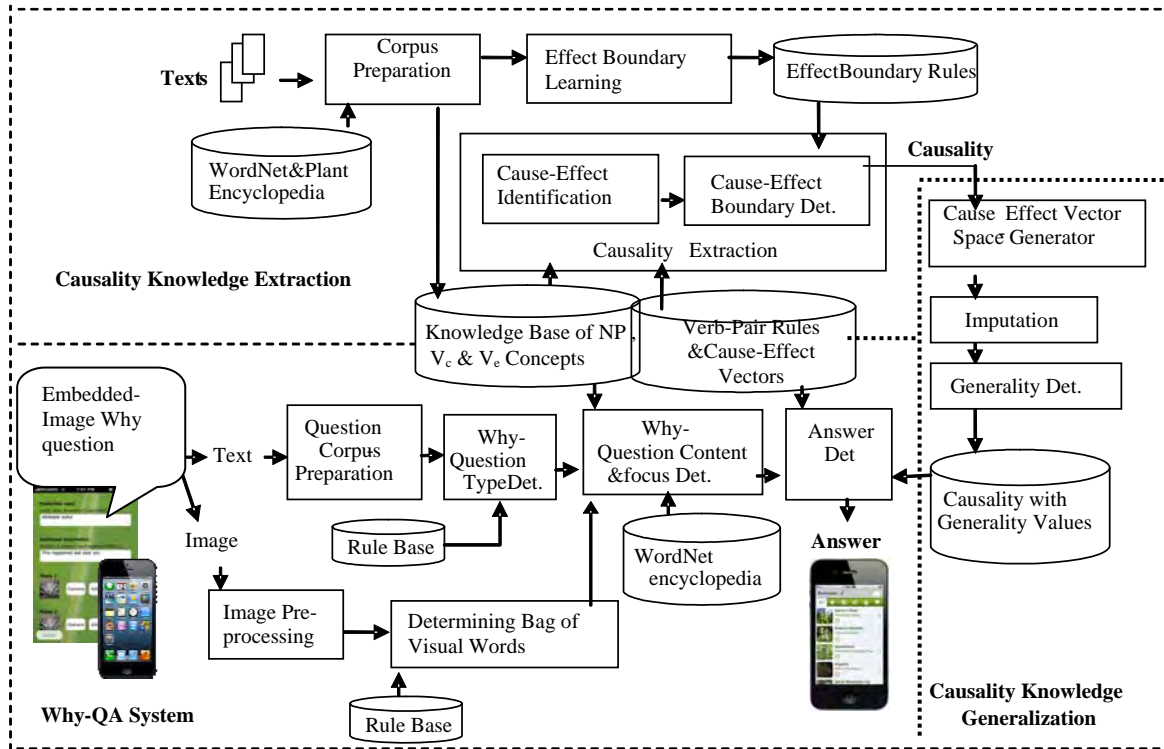 Corpus
Preparation
Texts
Effect Boundary
Learning
EffectBoundary Rules
WordNet&Plant
Encyclopedia
Cause-Effect
Identification
Cause-Effect
Boundary Det.
Causality Extraction
Causality
Causality Knowledge Extraction
Cause Effect Vector
Space-Generator
Imputation
Generality Det.
Causality with
Generality Values
Causality Knowledge
Generalization
Knowledge Base of NP ,
Vc & Ve Concepts
Verb-Pair Rules
&Cause-Effect
Vectors
Embedded-
Image Why
question
Text
Question
Corpus-
Preparation
Why-
Question
TypeDet.
Why-
Question Content
&focus Det.
Answer
Det
Rule Base
WordNet
encyclopedia
Answer
Image
Image Pre-
processing
Determining Bag of
Visual Words
Rule Base
Why-QA System